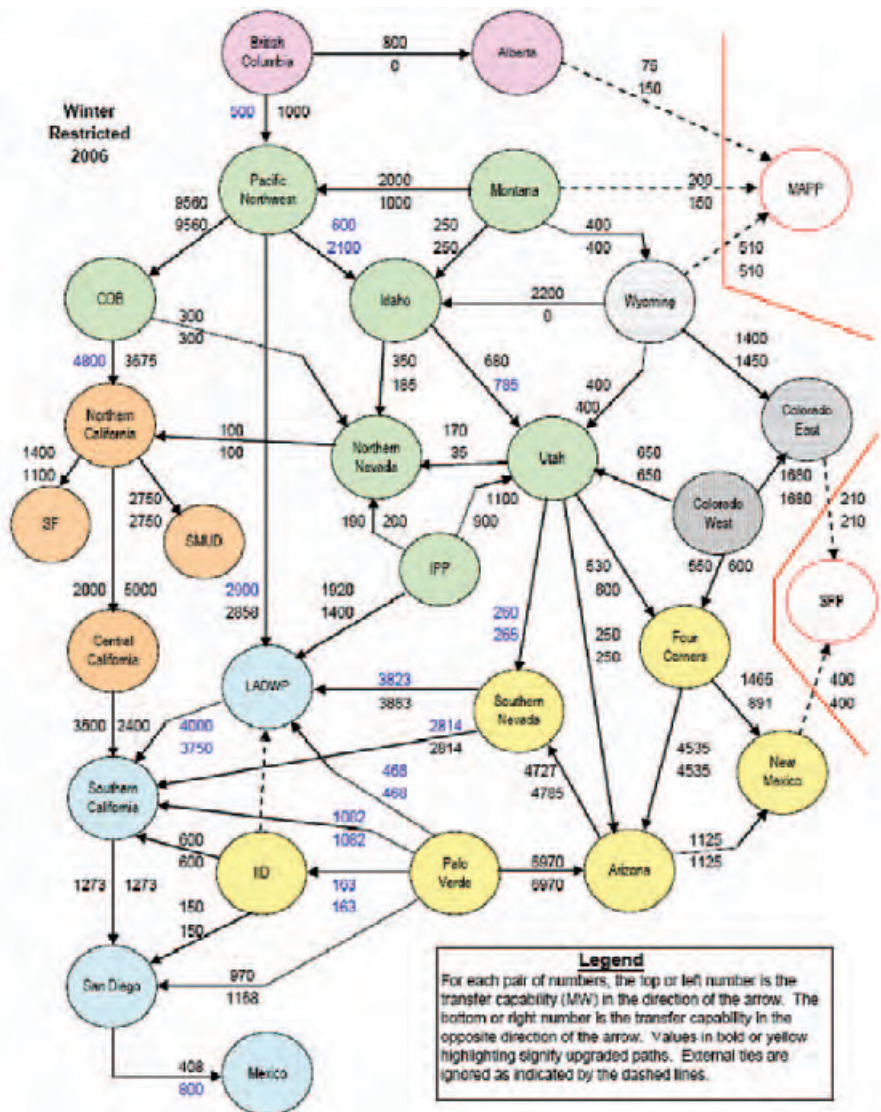 British
Columbia
800
0
Alberta
75
150
Winter
Restricted
2006
500 1000
Pacific
Northwest
2000
1000
Montana
200
150
MAPP
9560
9560
600
2100
250
250
400
400
510
510
COB
Idaho
2200
0
Wyoming
300
300
4800 3675
350
185
680
785
400
400
1400
1450
Colorado
East
Northern
California
100
100
Northern
Nevada
170
35
Utah
650
650
1400
1100
2750
2750
190 200
1100
900
Colorado
West
1680
1680
210
210
SF
SMUD
IPP
530
600
550 600
SPP
2000 5000
2900
2858
1920
1400
260
265
250
250
Central
California
Four
Corners
LADWP
3823
3883
Southern
Nevada
1465
891
400
400
3500 2400
4000
3750
2814
2814
4727
4785
4535
4535
New
Mexico
Southern
California
468
468
1082
1082
600
600
IID
163
163
Palo
Verde
6970
6970
Arizona
1125
1125
1273 1273
150
150
San Diego
970
1168
408
800
Mexico
Legend
For each pair of numbers, the top or left number is the
transfer capability (MW) in the direction of the arrow. The
bottom or right number is the transfer capability in the
opposite direction of the arrow. Values in bold or yellow
highlighting signify upgraded paths. External ties are
ignored as indicated by the dashed lines.